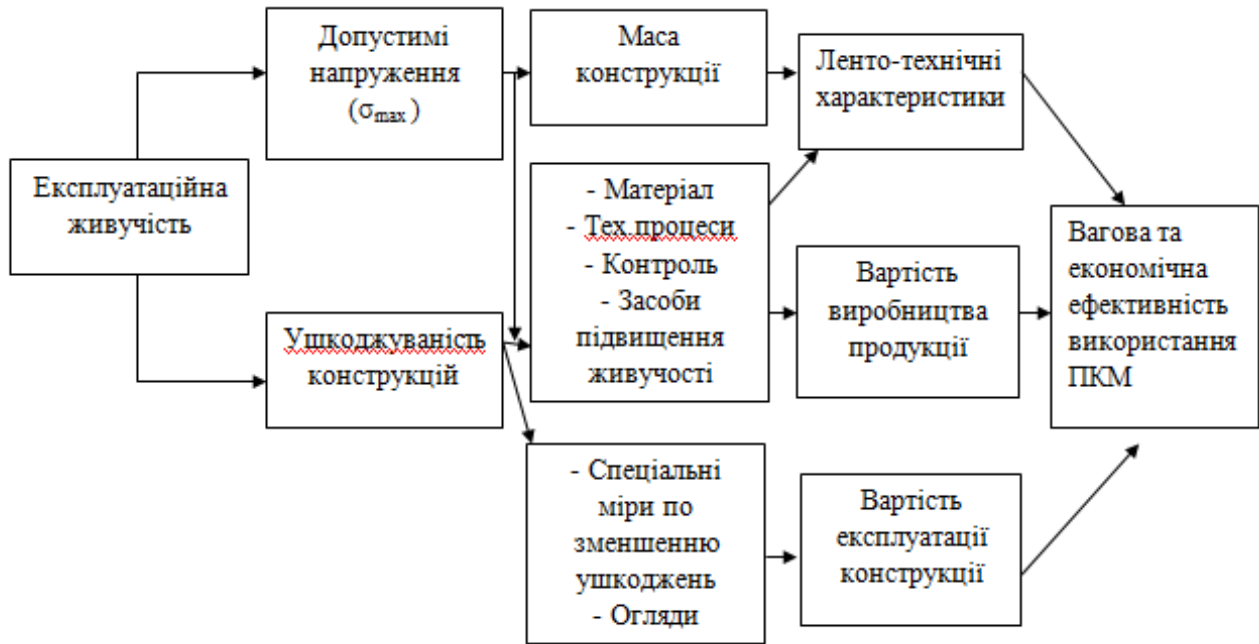 Експлуатаційна
живучість
Допустимі
напруження
(σmax)
Ушкоджуваність
конструкцій
Маса
конструкції
- Матеріал
- Тех.процеси
- Контроль
- Засоби
підвищення
живучості
- Спеціальні
міри по
зменшенню
ушкоджень
- Огляди
Ленто-технічні
характеристики
Вартість
виробництва
продукції
Вартість
експлуатації
конструкції
Вагова та
економічна
ефективність
використання
ПКМ